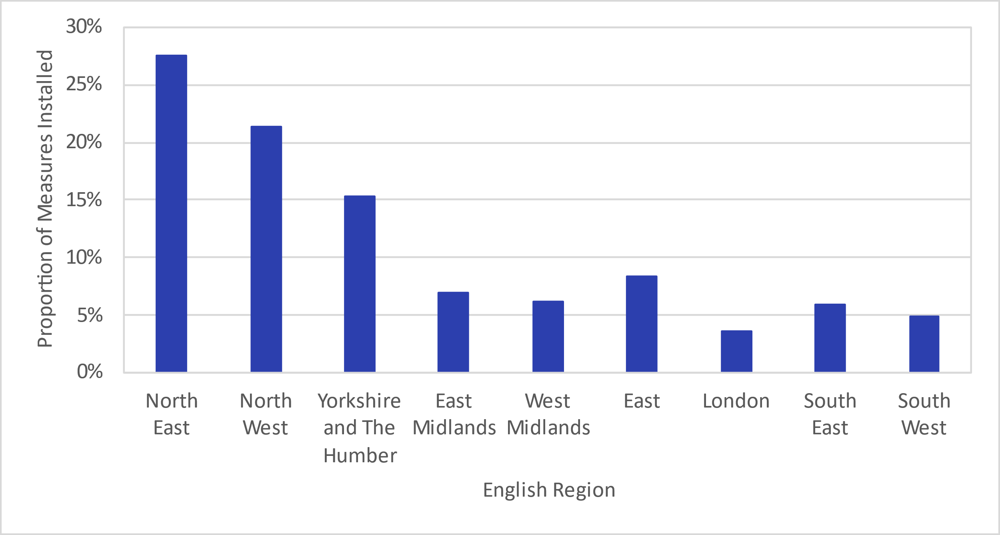 30%
25%
20%
15%
10%
5%
0%
Proportion of Measures Installed
North East
North West
Yorkshire and The Humber
East Midlands
West Midlands
East
London
South East
South West
English Region